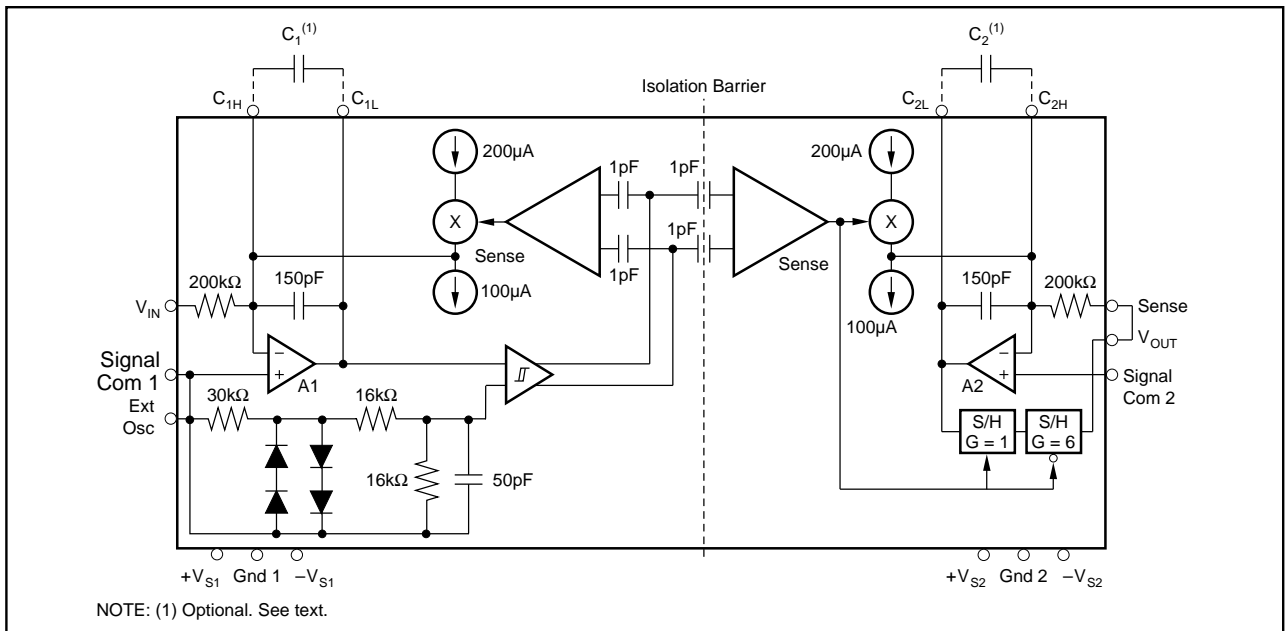 C1(1)
C2(1)
Isolation Barrier
C1H
C1L
C2L
C2H
200µA
1pF
1pF
200µA
X
X
Sense
1pF
1pF
Sense
200kΩ
150pF
100µA
100µA
150pF
200kΩ
VIN
Sense
VOUT
Signal
Com 1
−
+
A1
−
+
A2
Signal
Com 2
Ext
Osc
30kΩ
16kΩ
16kΩ
50pF
S/H
G = 1
S/H
G = 6
+VS1
Gnd 1
−VS1
+VS2
Gnd 2
−VS2
NOTE: (1) Optional. See text.